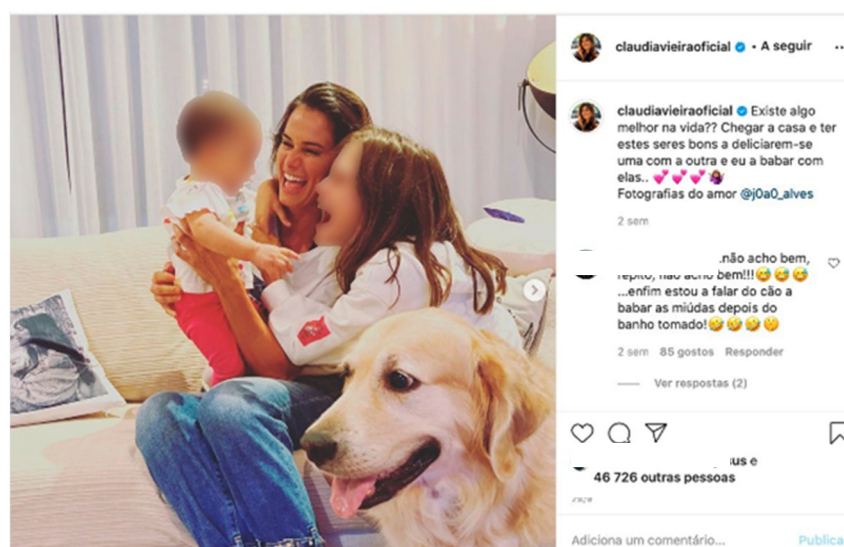 claudiavieiraoficial • A seguir
claudiavieiraoficial Existe algo
melhor na vida?? Chegar a casa e ter
estes seres bons a deliciarem-se
uma com a outra e eu a babar com
elas..
Fotografias do amor @j0a0_alves
2 sem
.não acho bem,
repito, não acho bem!!!
...enfim estou a falar do cão a
babar as miúdas depois do
banho tomado!
2 sem 85 gostos Responder
Ver respostas (2)
us e
46 726 outras pessoas
Adiciona um comentário...
Publica